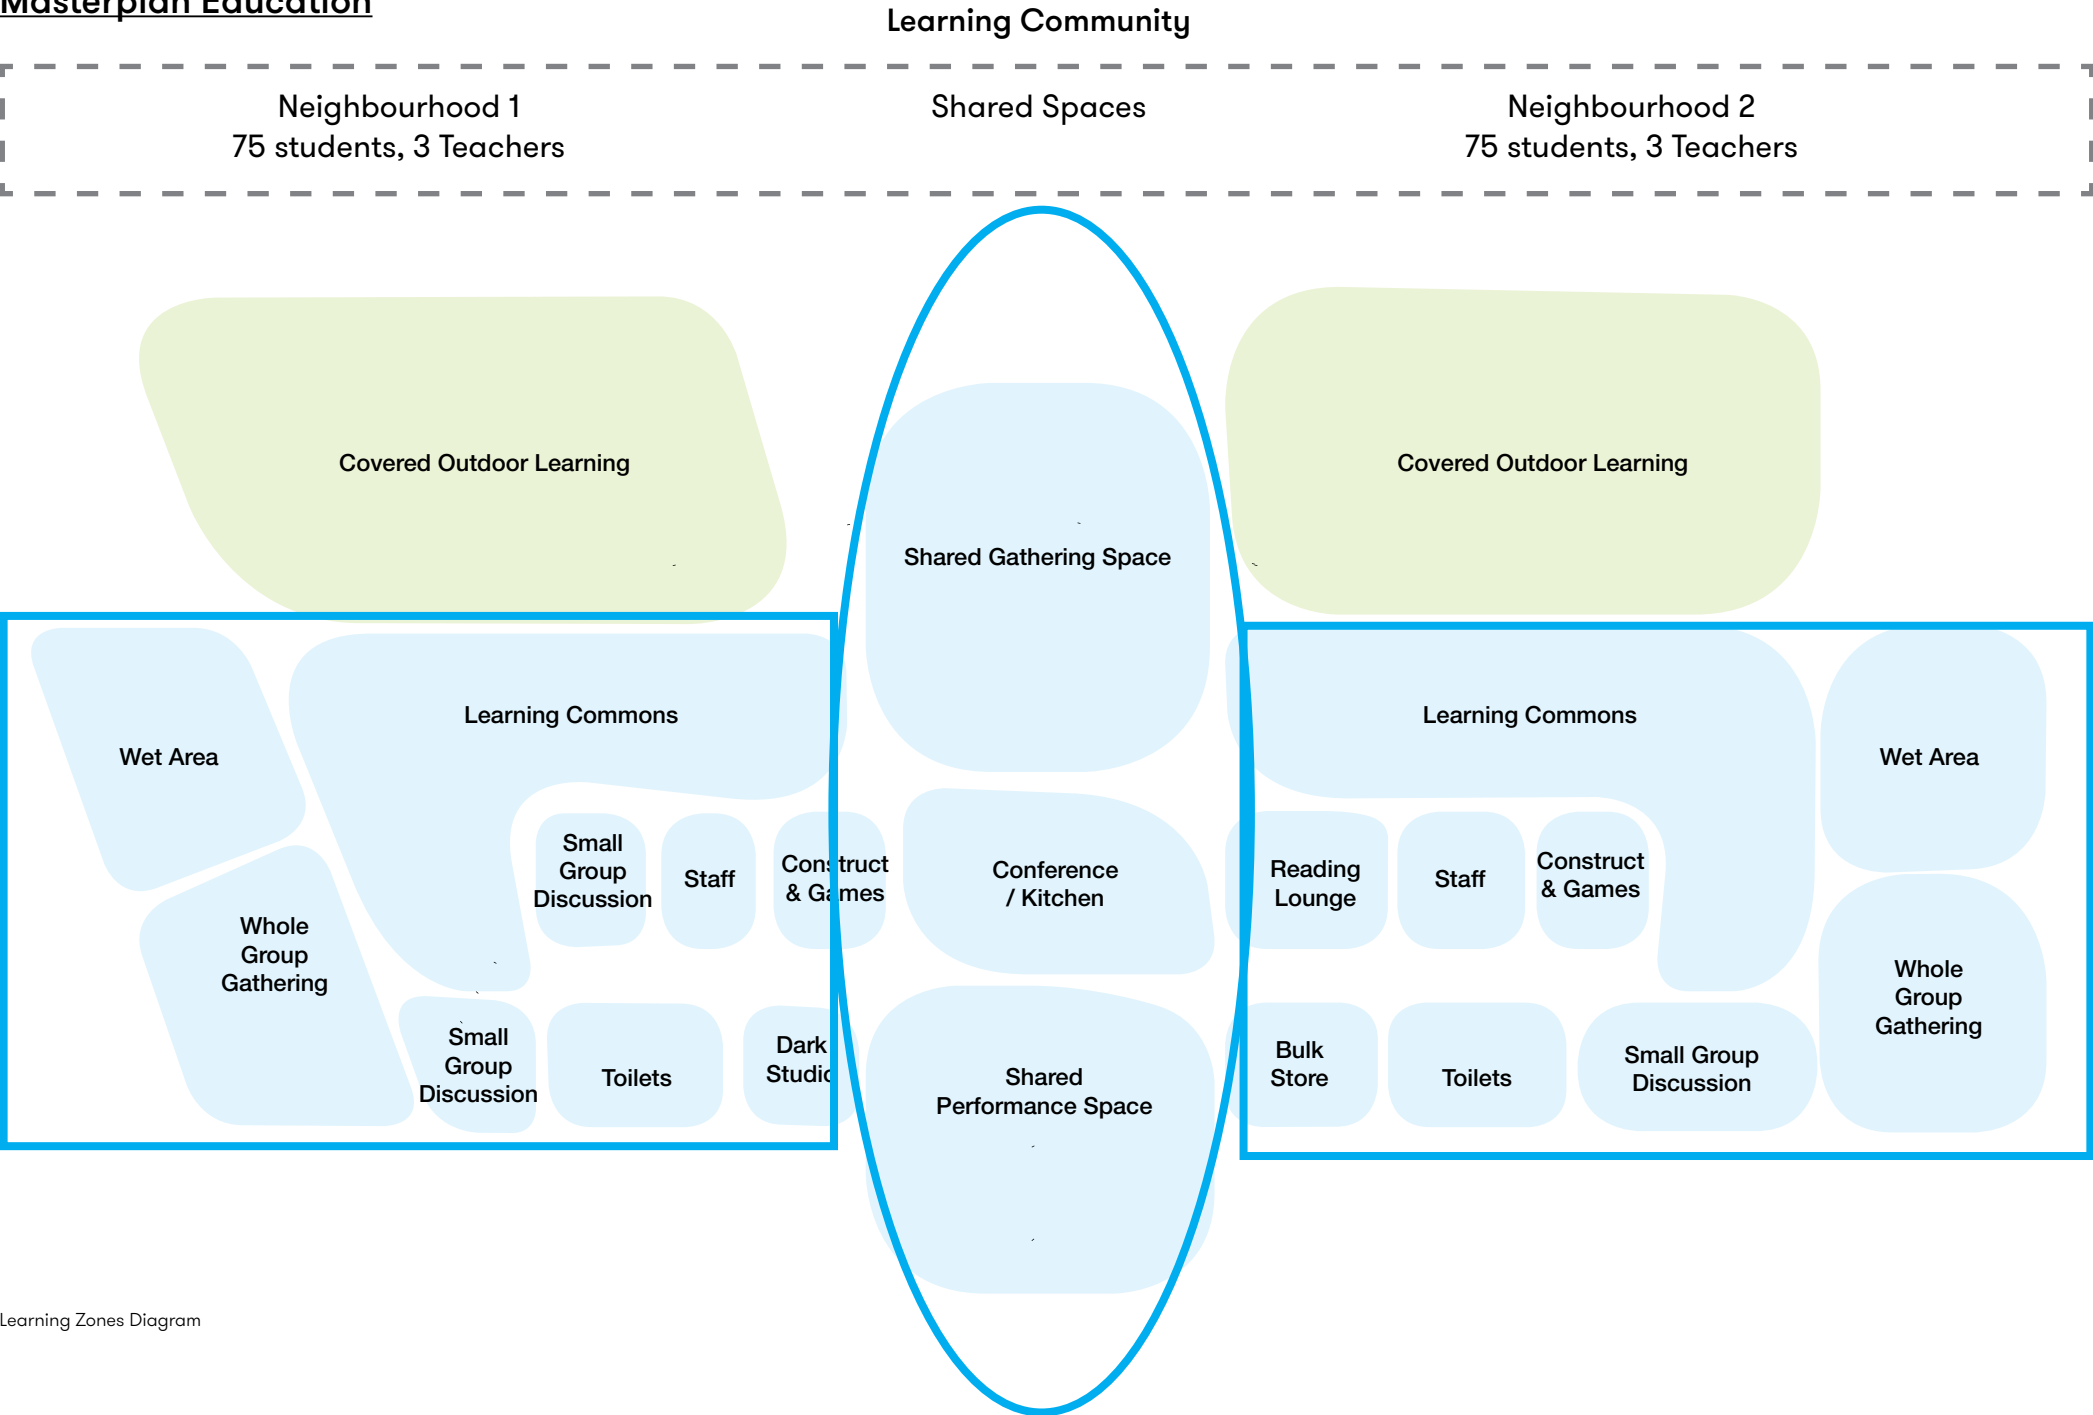 Masterplan Education
Learning Community
Neighbourhood 1
75 students, 3 Teachers
Shared Spaces
Neighbourhood 2
75 students, 3 Teachers
Covered Outdoor Learning
Covered Outdoor Learning
Shared Gathering Space
Learning Commons
Wet Area
Whole
Group
Gathering
Small
Group
Discussion
Staff
Construct
& Games
Small
Group
Discussion
Toilets
Dark
Studio
Conference
/ Kitchen
Shared
Performance Space
Learning Commons
Wet Area
Reading
Lounge
Staff
Construct
& Games
Whole
Group
Gathering
Bulk
Store
Toilets
Small Group
Discussion
Learning Zones Diagram